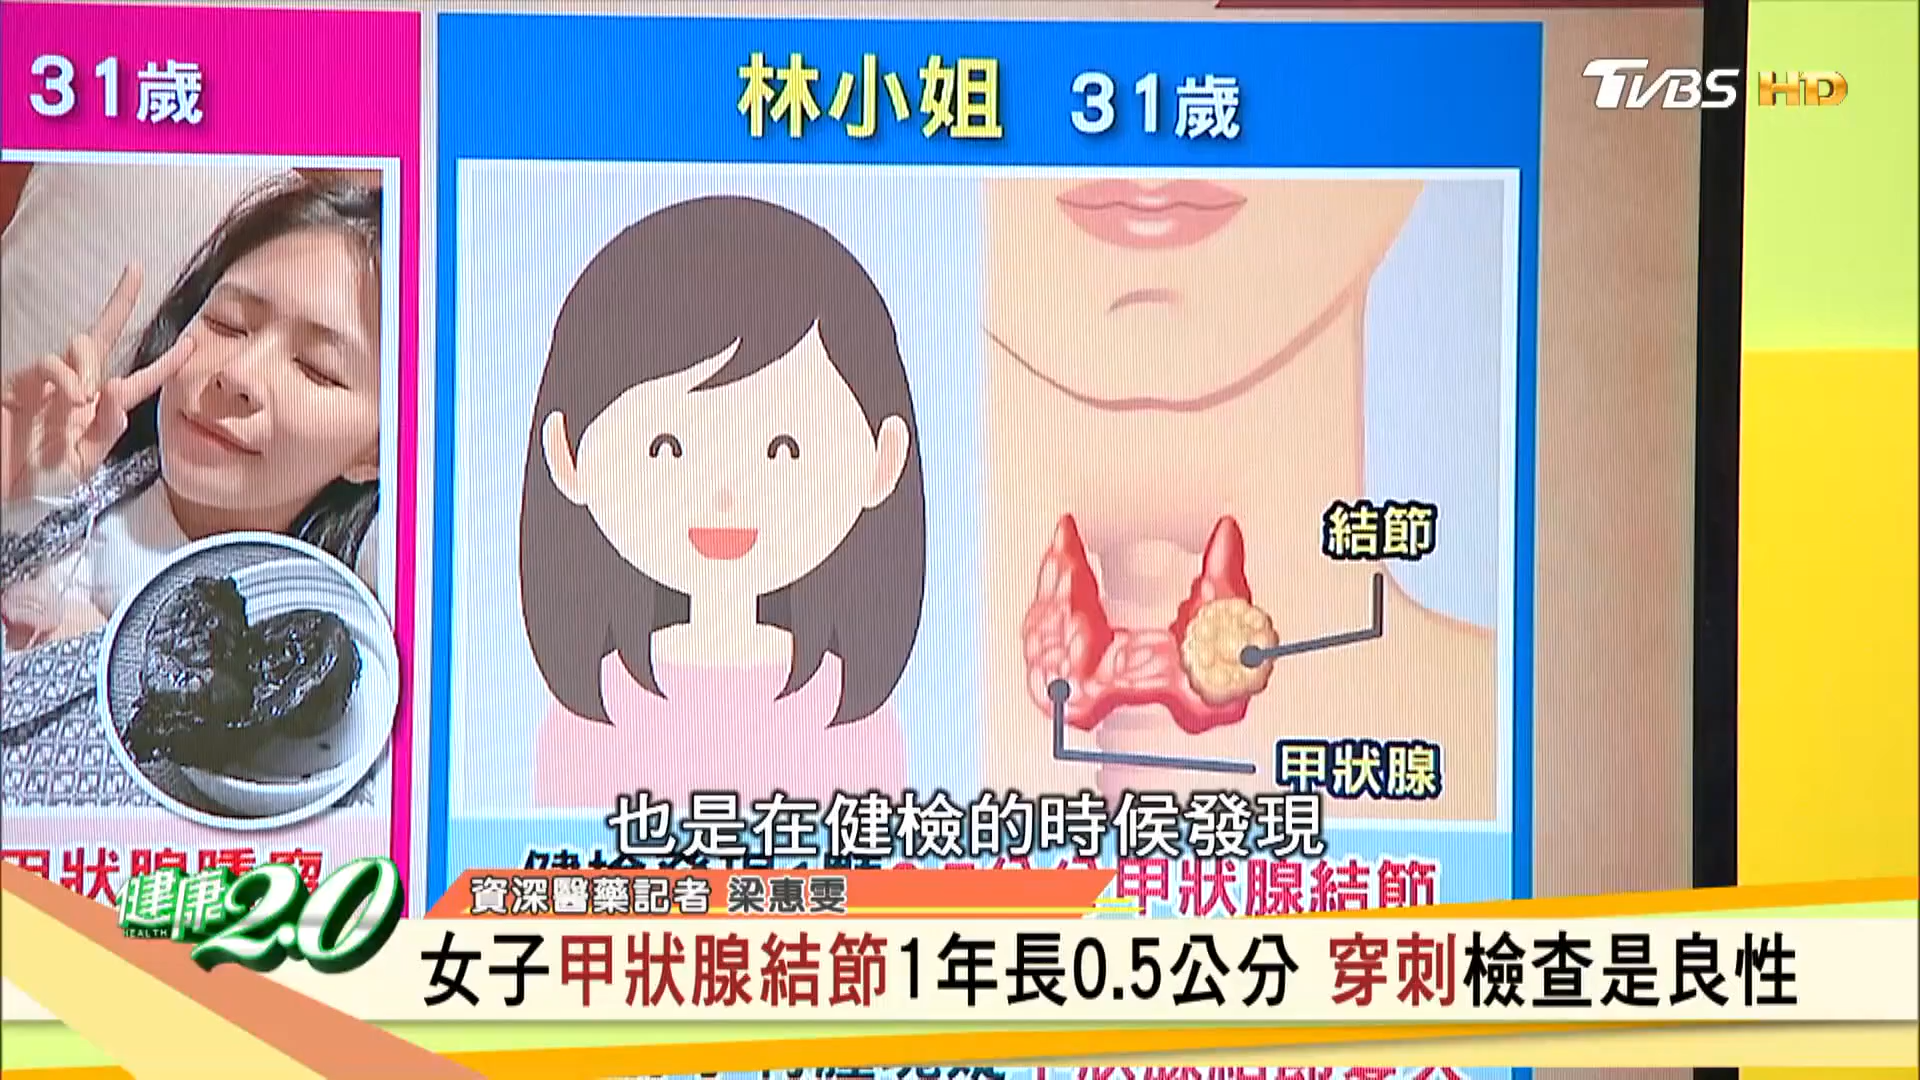 31歲
林小姐 31歲
TVBS HD
結節
甲狀腺
也是在健檢的時候發現
甲狀腺結節
資深醫藥記者 梁惠雯
健康2.0
HEALTH
女子甲狀腺結節1年長0.5公分 穿刺檢查是良性